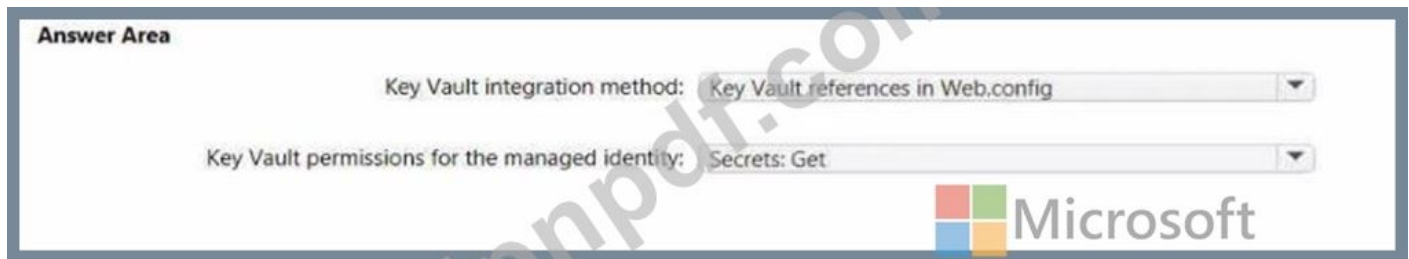 Answer Area
Key Vault integration method: Key Vault references in Web.config
Key Vault permissions for the managed identity: Secrets: Get
Microsoft